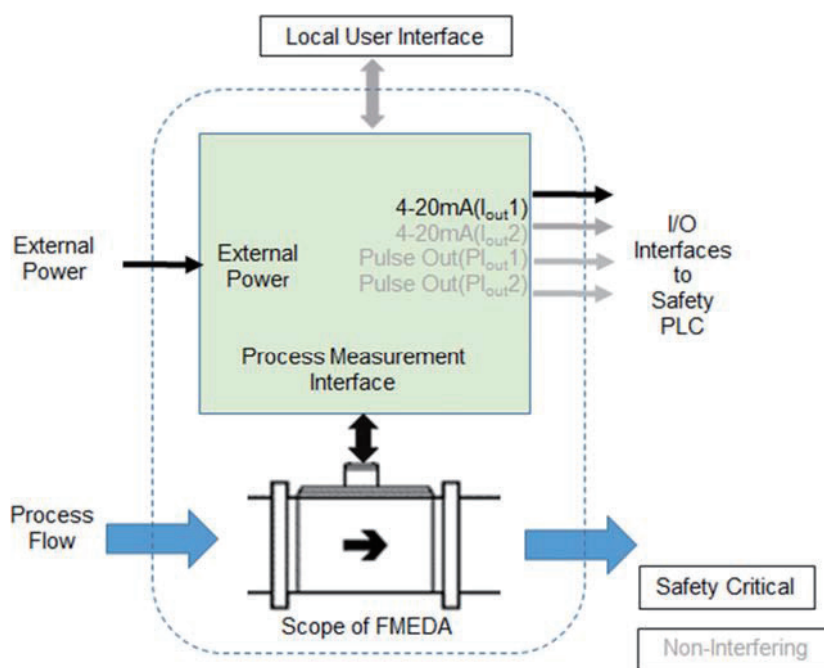 Local User Interface
4-20mA(Iout1)
4-20mA(Iout2)
Pulse Out(PIout1)
Pulse Out(PIout2)
External
Power
External
Power
I/O
Interfaces
to
Safety
PLC
Process Measurement
Interface
Process
Flow
Scope of FMEDA
Safety Critical
Non-Interfering